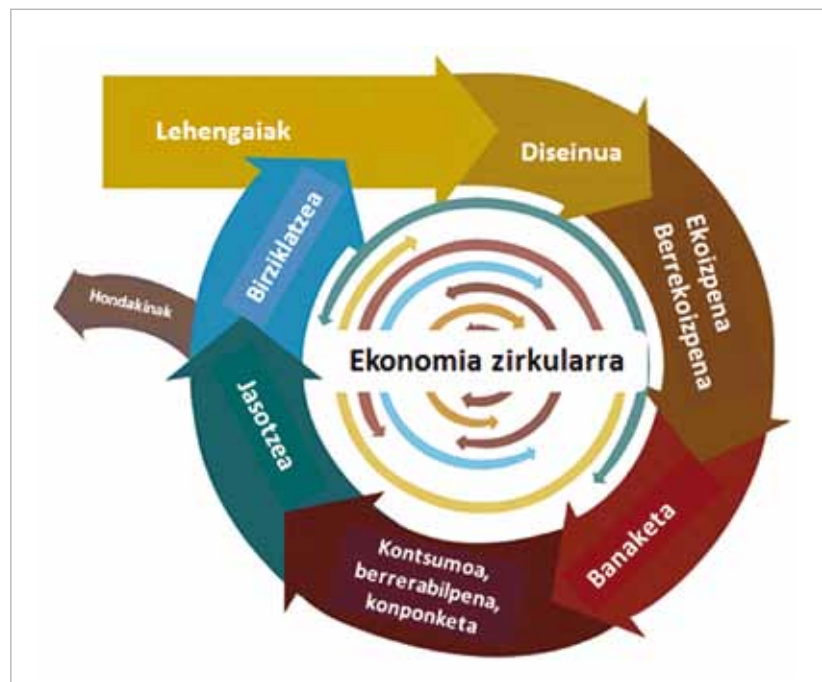 Lehengaiak
Diseinua
Ekoizpena
Berrekoizpena
Banaketa
Kontsumoa,
berrerabilpena,
konponketa
Jasotzea
Hondakinak
Birziklatzea
Ekonomia zirkularra